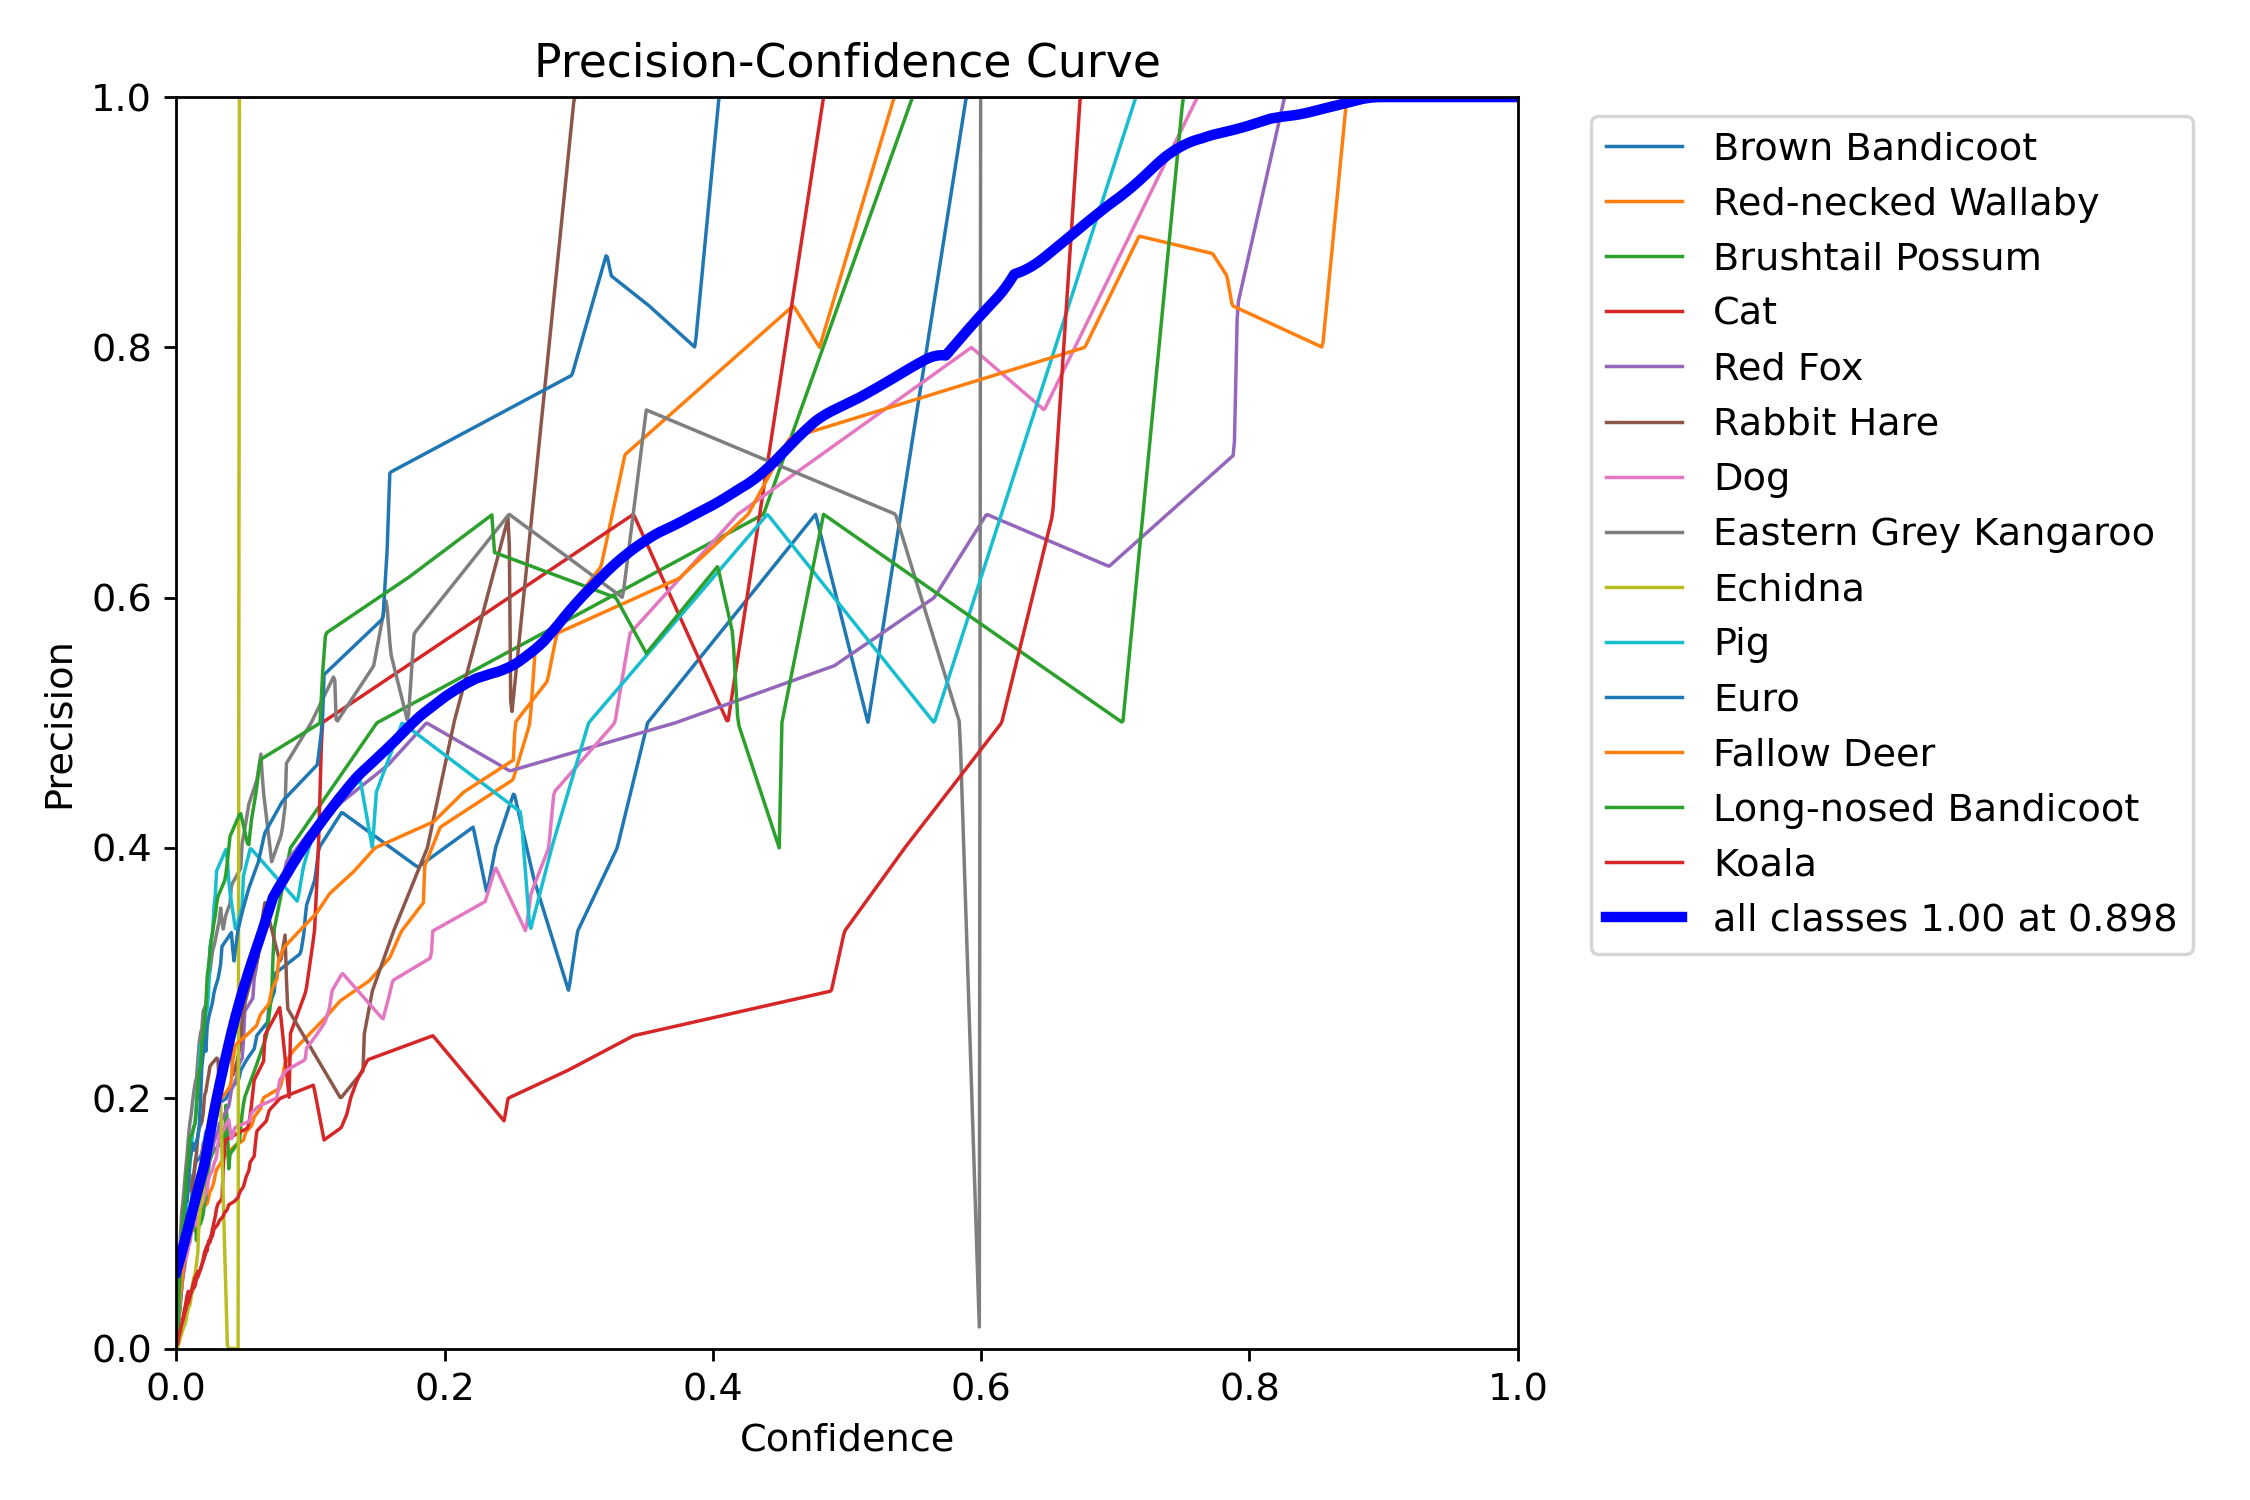 Precision-Confidence Curve
1.0
0.8
0.6
0.4
0.2
0.0
Precision
0.0 0.2 0.4 0.6 0.8 1.0
Confidence
Brown Bandicoot
Red-necked Wallaby
Brushtail Possum
Cat
Red Fox
Rabbit Hare
Dog
Eastern Grey Kangaroo
Echidna
Pig
Euro
Fallow Deer
Long-nosed Bandicoot
Koala
all classes 1.00 at 0.898